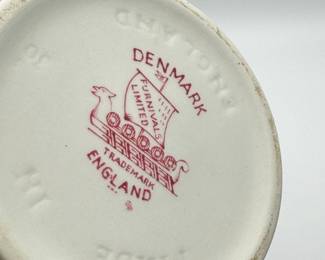 DENMARK
FURNIVALS
LIMITED
TRADEMARK
ENGLAND